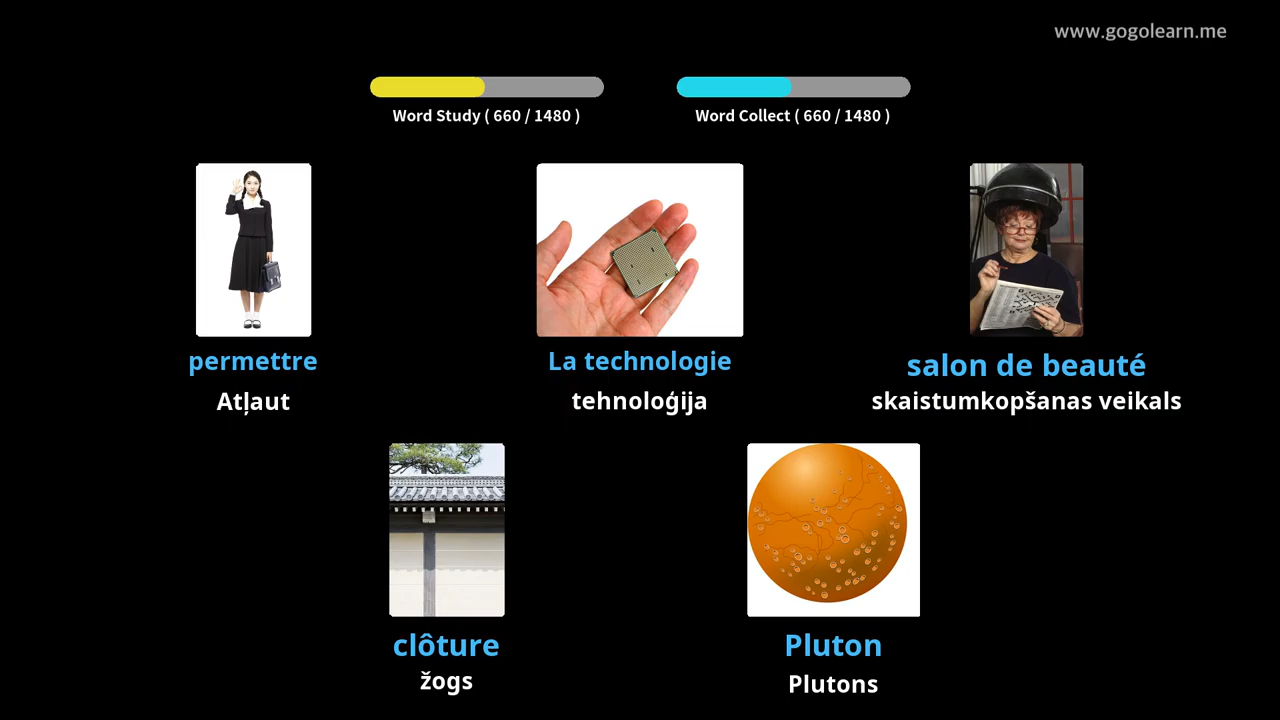 www.gogolearn.me
Word Study ( 660 / 1480 )
Word Collect ( 660 / 1480 )
permettre
Atļaut
La technologie
tehnoloģija
salon de beauté
skaistumkopšanas veikals
clôture
žogs
Pluton
Plutons